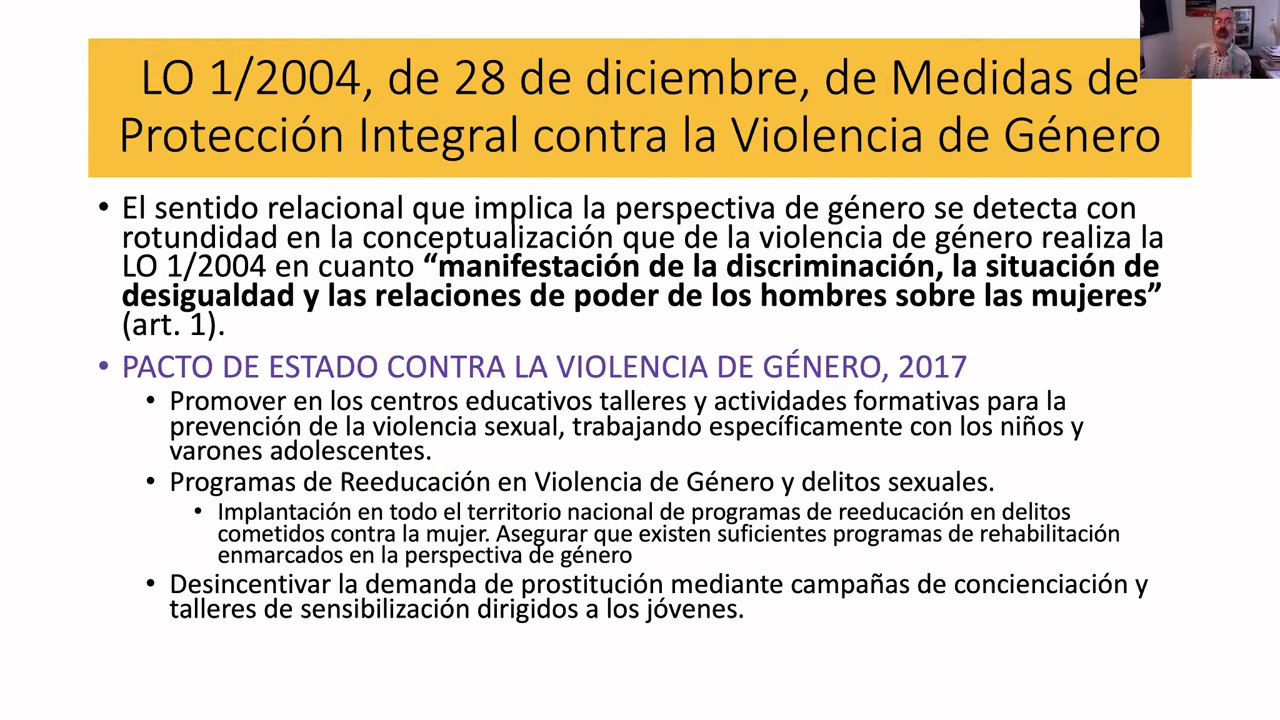 LO 1/2004, de 28 de diciembre, de Medidas de
Protección Integral contra la Violencia de Género
• El sentido relacional que implica la perspectiva de género se detecta con
rotundidad en la conceptualización que de la violencia de género realiza la
LO 1/2004 en cuanto “manifestación de la discriminación, la situación de
desigualdad y las relaciones de poder de los hombres sobre las mujeres”
(art. 1).
• PACTO DE ESTADO CONTRA LA VIOLENCIA DE GÉNERO, 2017
• Promover en los centros educativos talleres y actividades formativas para la
prevención de la violencia sexual, trabajando específicamente con los niños y
varones adolescentes.
• Programas de Reeducación en Violencia de Género y delitos sexuales.
• Implantación en todo el territorio nacional de programas de reeducación en delitos
cometidos contra la mujer. Asegurar que existen suficientes programas de rehabilitación
enmarcados en la perspectiva de género
• Desincentivar la demanda de prostitución mediante campañas de concienciación y
talleres de sensibilización dirigidos a los jóvenes.